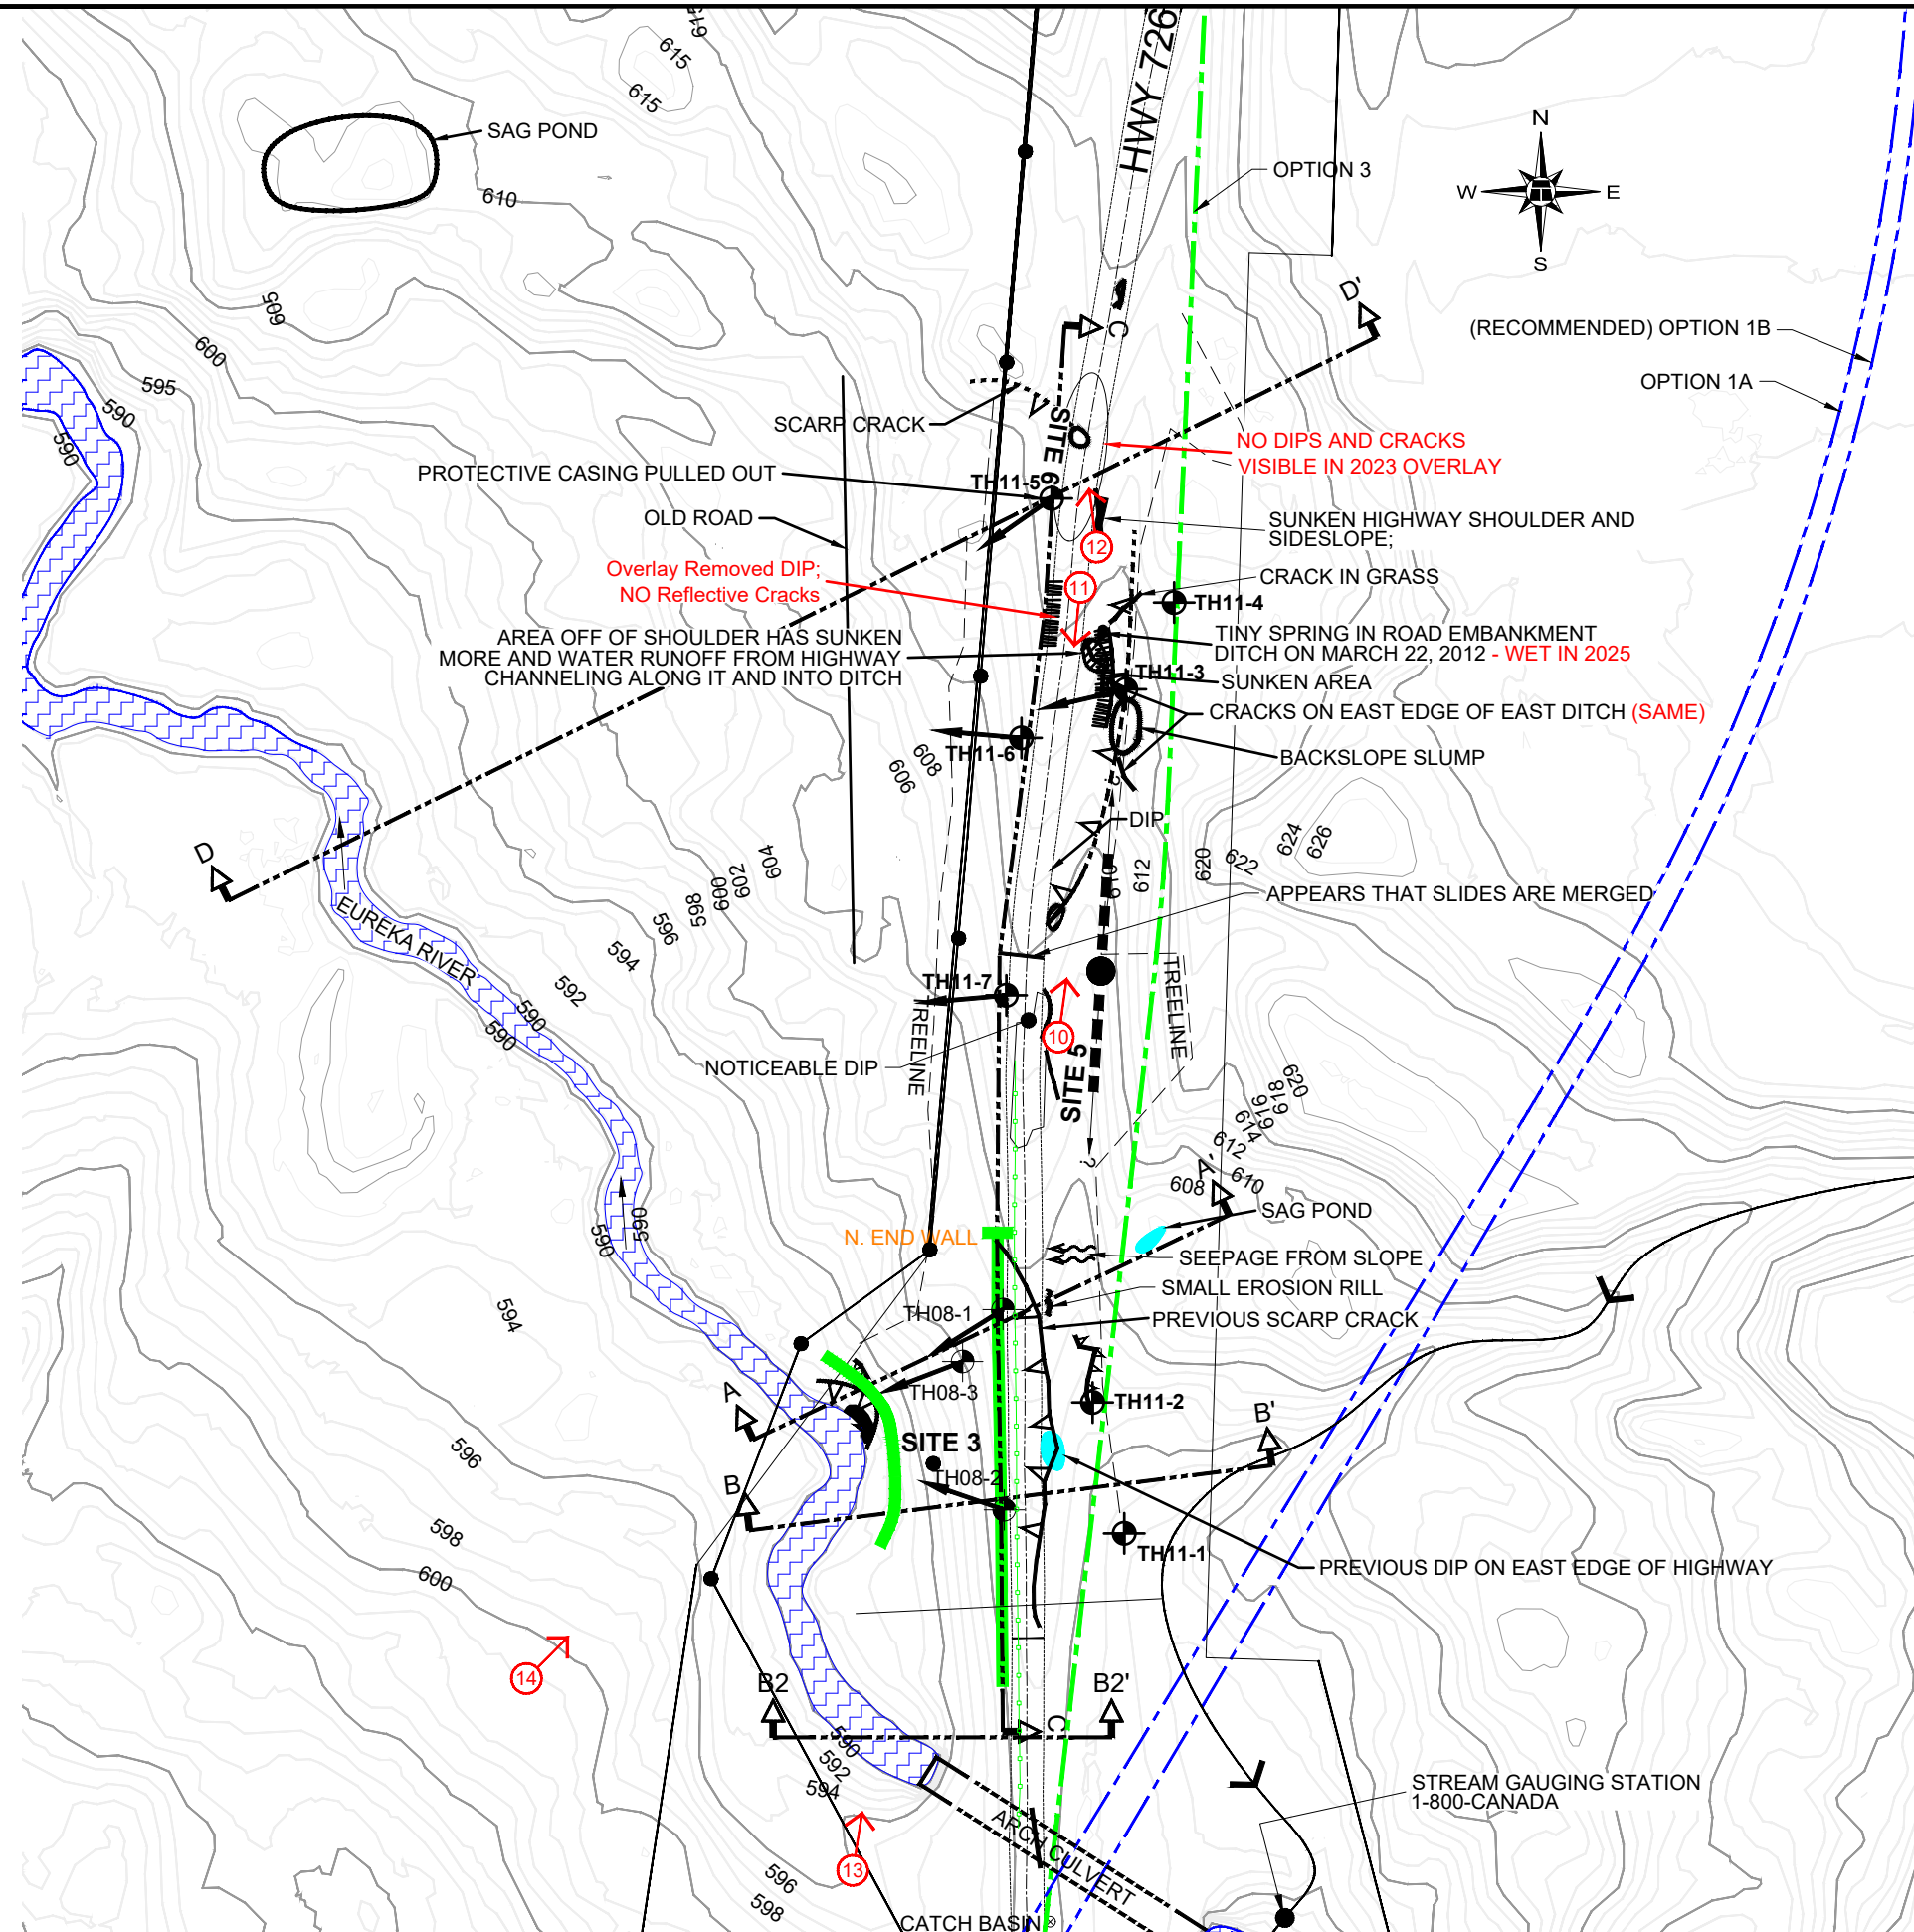 615
615
615
HWY 726
SAG POND
610
OPTION 3
N
W
E
S
605
600
595
590
590
D'
C
(RECOMMENDED) OPTION 1B
OPTION 1A
SCARP CRACK
SITE 6
NO DIPS AND CRACKS
VISIBLE IN 2023 OVERLAY
PROTECTIVE CASING PULLED OUT
TH11-5
OLD ROAD
SUNKEN HIGHWAY SHOULDER AND
SIDESLOPE;
12
Overlay Removed DIP;
NO Reflective Cracks
11
CRACK IN GRASS
TH11-4
AREA OFF OF SHOULDER HAS SUNKEN
MORE AND WATER RUNOFF FROM HIGHWAY
CHANNELING ALONG IT AND INTO DITCH
TINY SPRING IN ROAD EMBANKMENT
DITCH ON MARCH 22, 2012 - WET IN 2025
TH11-3
SUNKEN AREA
CRACKS ON EAST EDGE OF EAST DITCH (SAME)
TH11-6
BACKSLOPE SLUMP
608
606
?
DIP
D
604
602
600
598
596
594
592
590
590
610
612
620
622
624
626
EUREKA RIVER
APPEARS THAT SLIDES ARE MERGED
TH11-7
TREELINE
TREELINE
10
NOTICEABLE DIP
SITE 5
620
618
616
614
612
610
608
?
A'
SAG POND
590
590
N. END WALL
SEEPAGE FROM SLOPE
SMALL EROSION RILL
TH08-1
PREVIOUS SCARP CRACK
594
TH08-3
TH11-2
A
B'
SITE 3
596
TH08-2
B
598
TH11-1
PREVIOUS DIP ON EAST EDGE OF HIGHWAY
600
14
B2
B2'
C
590
592
594
STREAM GAUGING STATION
1-800-CANADA
ARCH CULVERT
13
596
598
CATCH BASIN